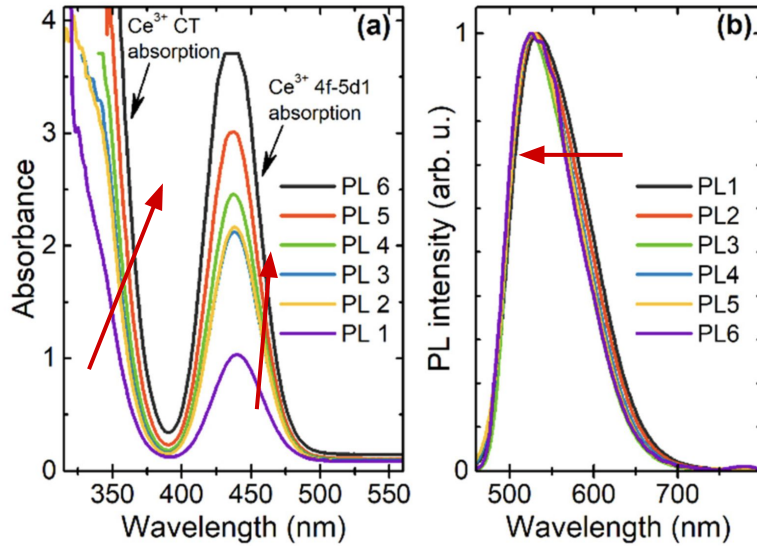 (a)
Ce³⁺ CT
absorption
Ce³⁺ 4f-5d1
absorption
PL 6
PL 5
PL 4
PL 3
PL 2
PL 1
Absorbance
4
3
2
1
0
350 400 450 500 550
Wavelength (nm)
(b)
PL1
PL2
PL3
PL4
PL5
PL6
PL intensity (arb. u.)
1
0
500 600 700
Wavelength (nm)